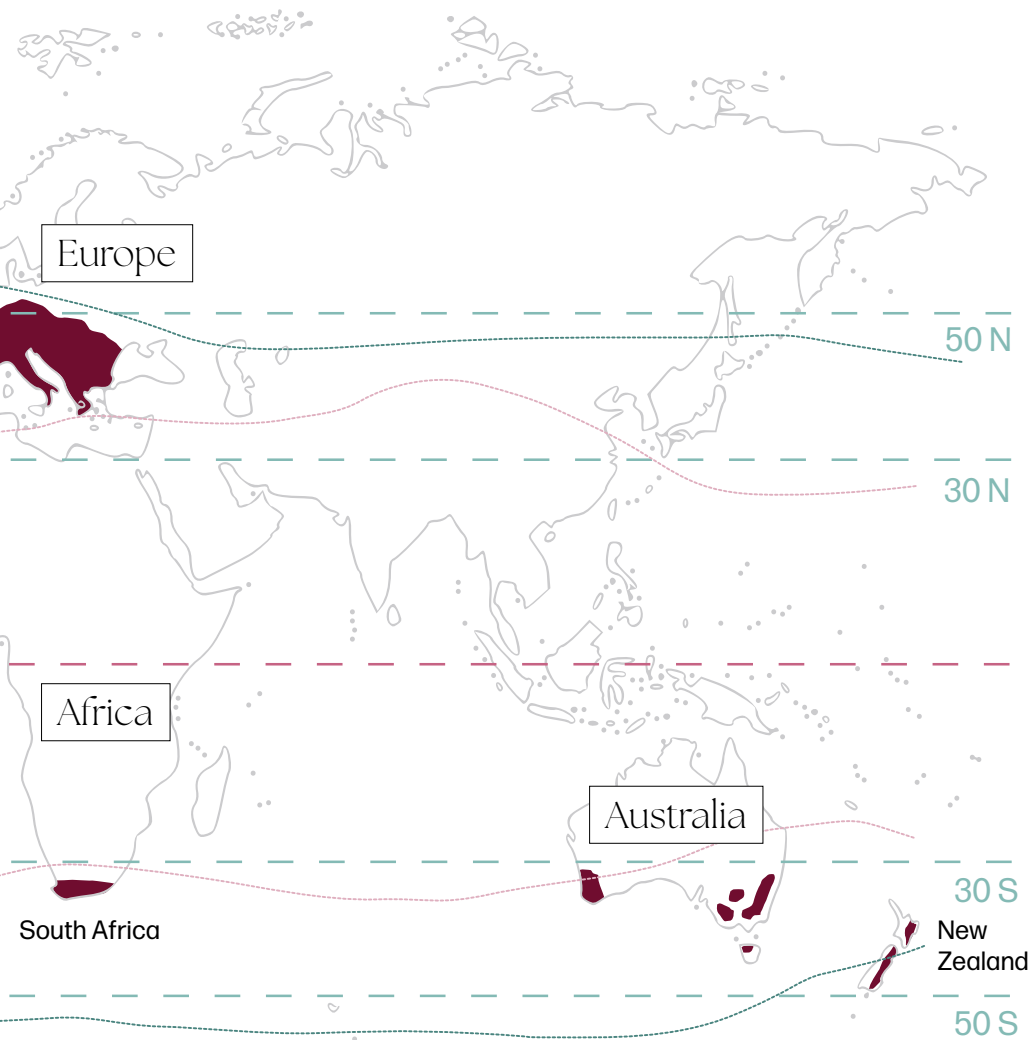 Europe
50 N
30 N
Africa
Australia
30 S
South Africa
New
Zealand
50 S